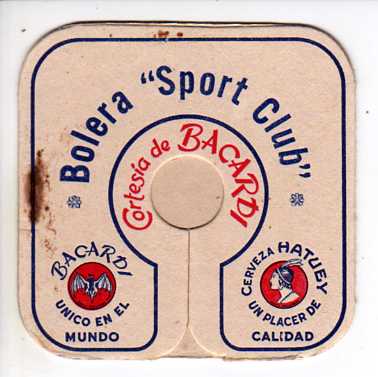 Bolera "Sport Club"
Cortesía de BACARDI
BACARDI
UNICO EN EL
MUNDO
CERVEZA HATUEY
UN PLACER DE
CALIDAD